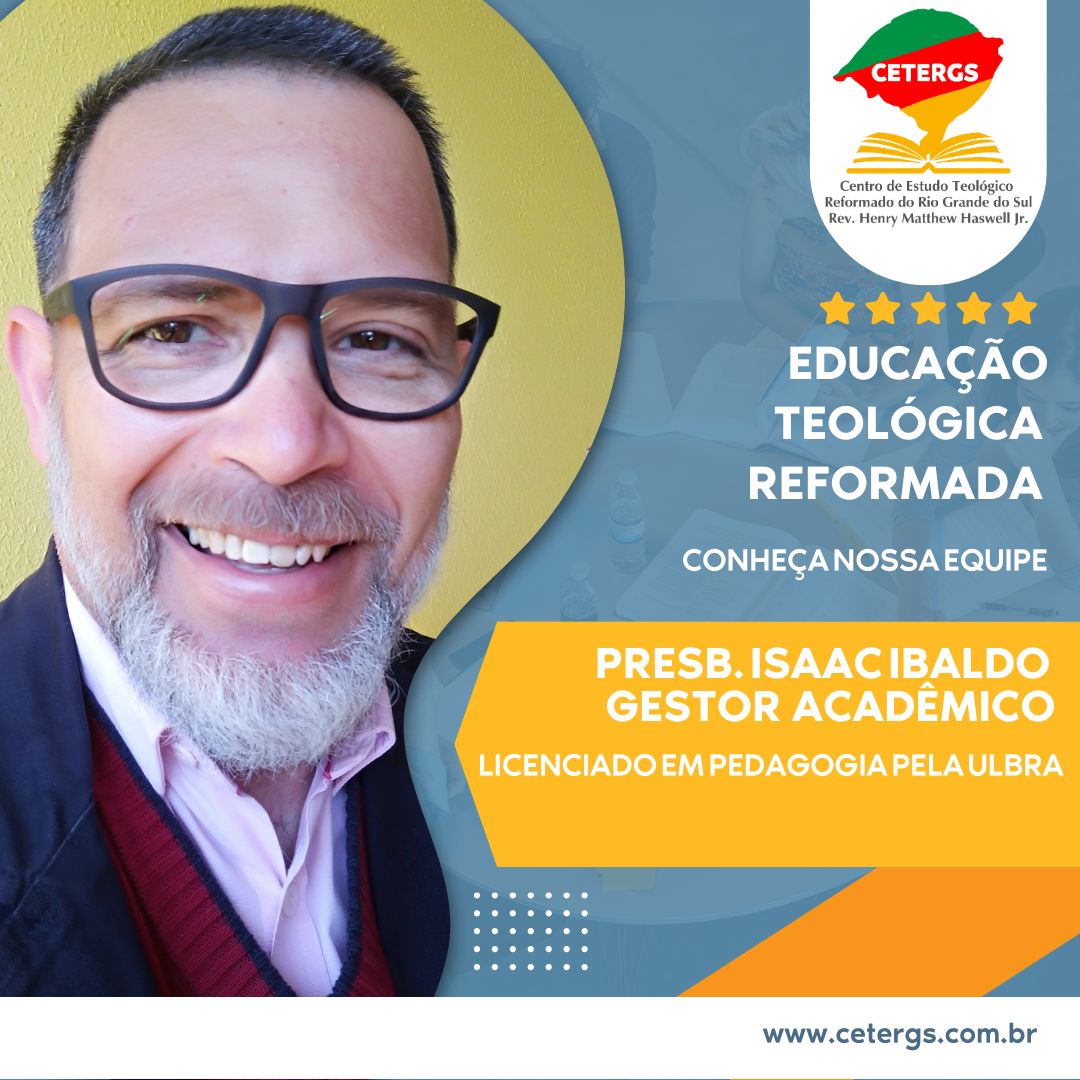 CETERGS
Centro de Estudo Teológico
Reformado do Rio Grande do Sul
Rev. Henry Matthew Haswell Jr.
EDUCAÇÃO
TEOLÓGICA
REFORMADA
CONHEÇA NOSSA EQUIPE
PRESB. ISAAC IBALDO
GESTOR ACADÊMICO
LICENCIADO EM PEDAGOGIA PELA ULBRA
www.cetergs.com.br